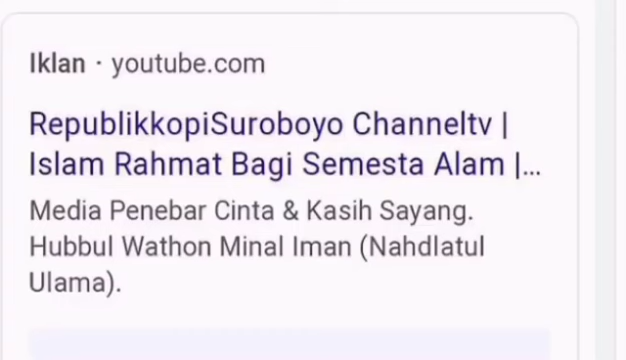 Iklan · youtube.com
RepublikkopiSuroboyo Channeltv |
Islam Rahmat Bagi Semesta Alam |...
Media Penebar Cinta & Kasih Sayang.
Hubbul Wathon Minal Iman (Nahdlatul
Ulama).